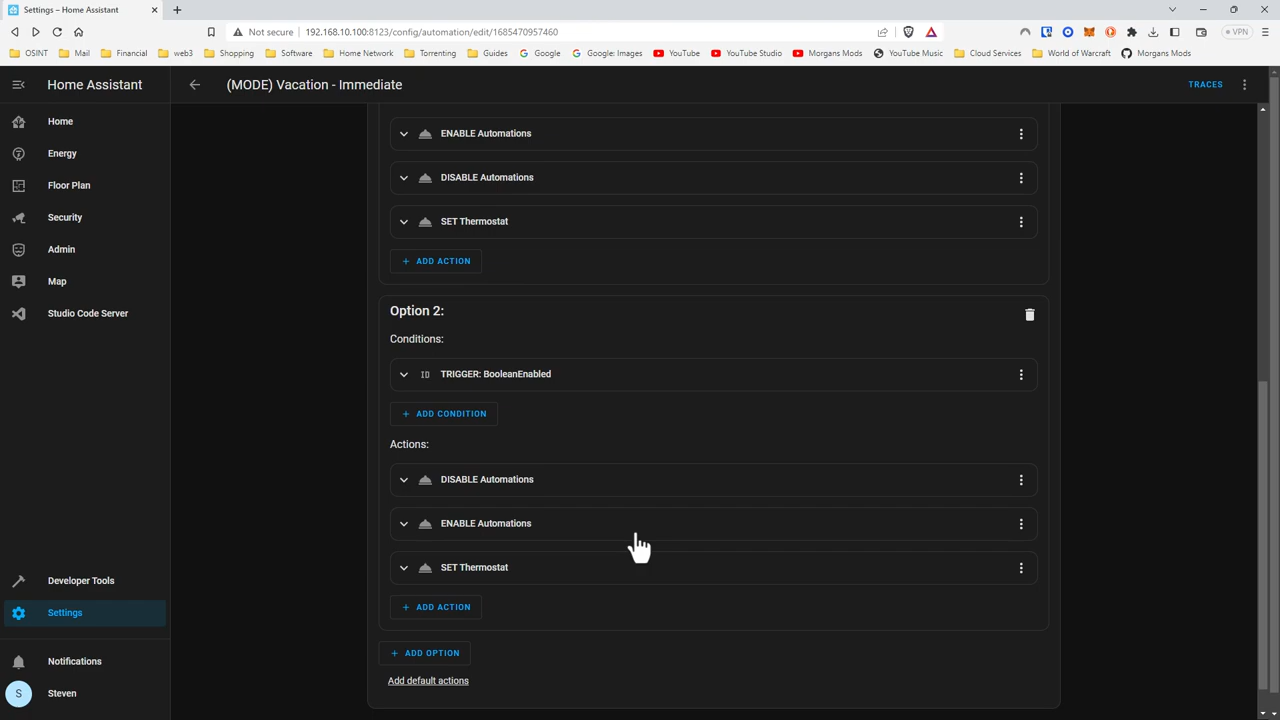 Settings – Home Assistant
Not secure
192.168.10.100:8123/config/automation/edit/1685470957460
VPN
OSINT
Mail
Financial
web3
Shopping
Software
Home Network
Torrenting
Guides
Google
Google: Images
YouTube
YouTube Studio
Morgans Mods
YouTube Music
Cloud Services
World of Warcraft
Morgans Mods
Home Assistant
(MODE) Vacation - Immediate
TRACES
Home
Energy
Floor Plan
Security
Admin
Map
Studio Code Server
Developer Tools
Settings
Notifications
S
Steven
ENABLE Automations
DISABLE Automations
SET Thermostat
+ ADD ACTION
Option 2:
Conditions:
ID TRIGGER: BooleanEnabled
+ ADD CONDITION
Actions:
DISABLE Automations
ENABLE Automations
SET Thermostat
+ ADD ACTION
+ ADD OPTION
Add default actions